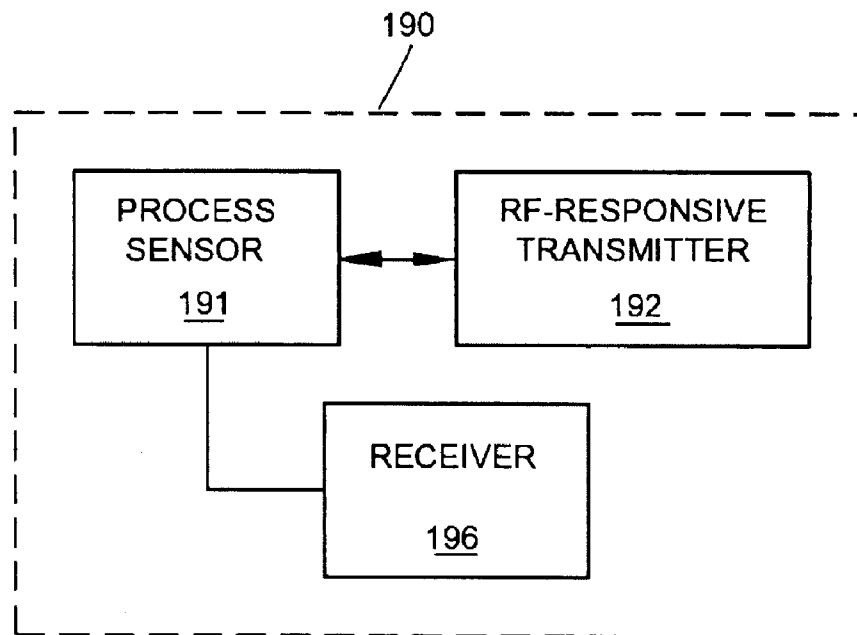 190
PROCESS
SENSOR
191
RF-RESPONSIVE
TRANSMITTER
192
RECEIVER
196